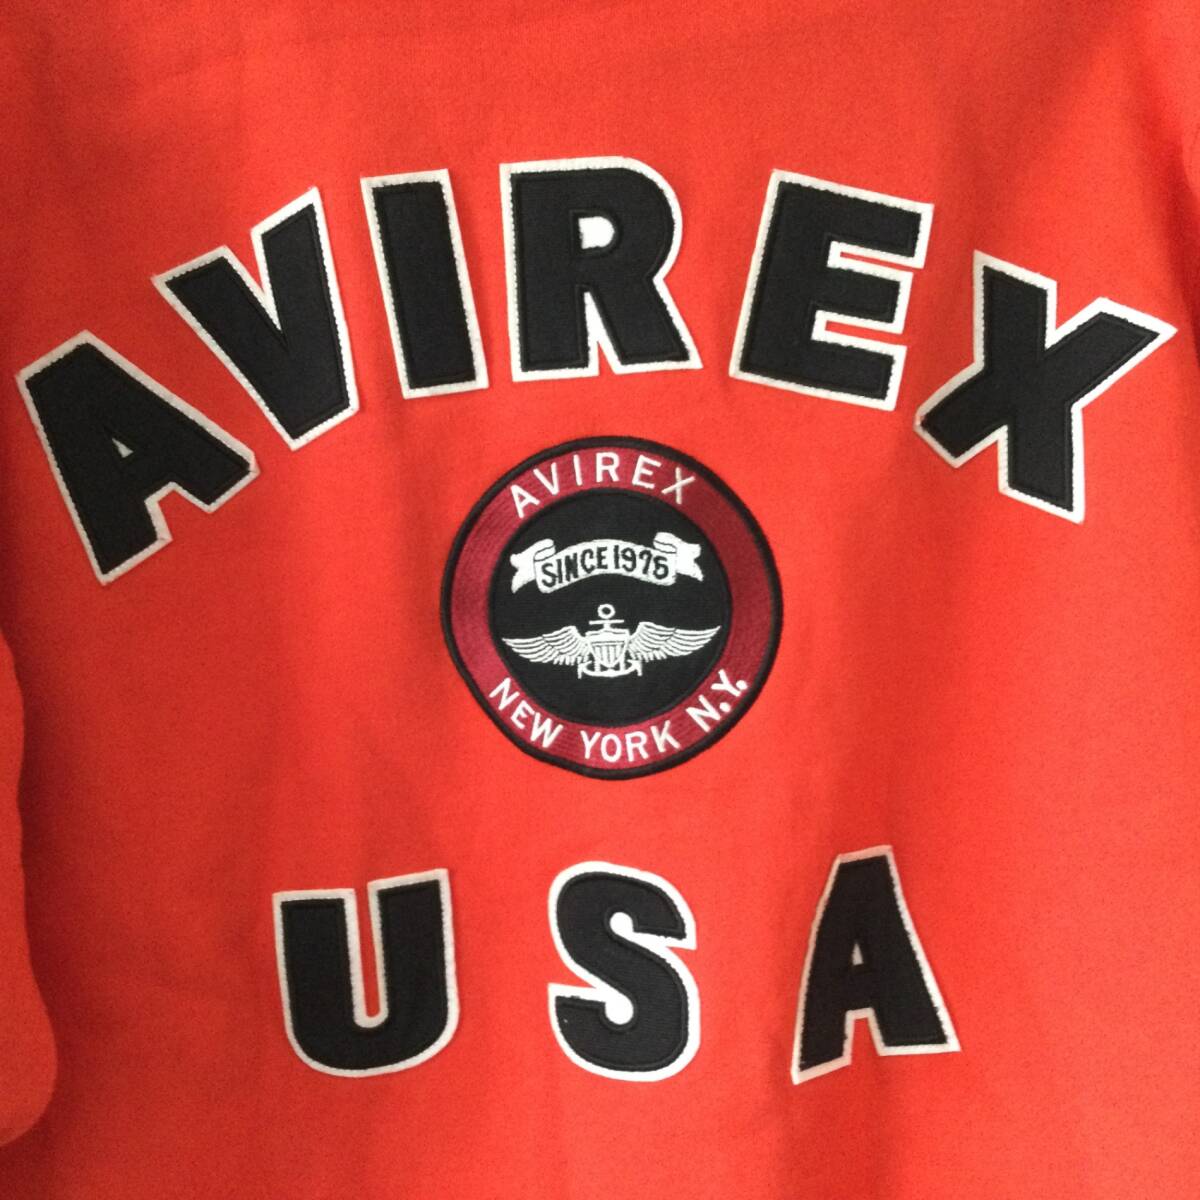 AVIREX
AVIREX
SINCE 1975
NEW YORK N.Y.
USA